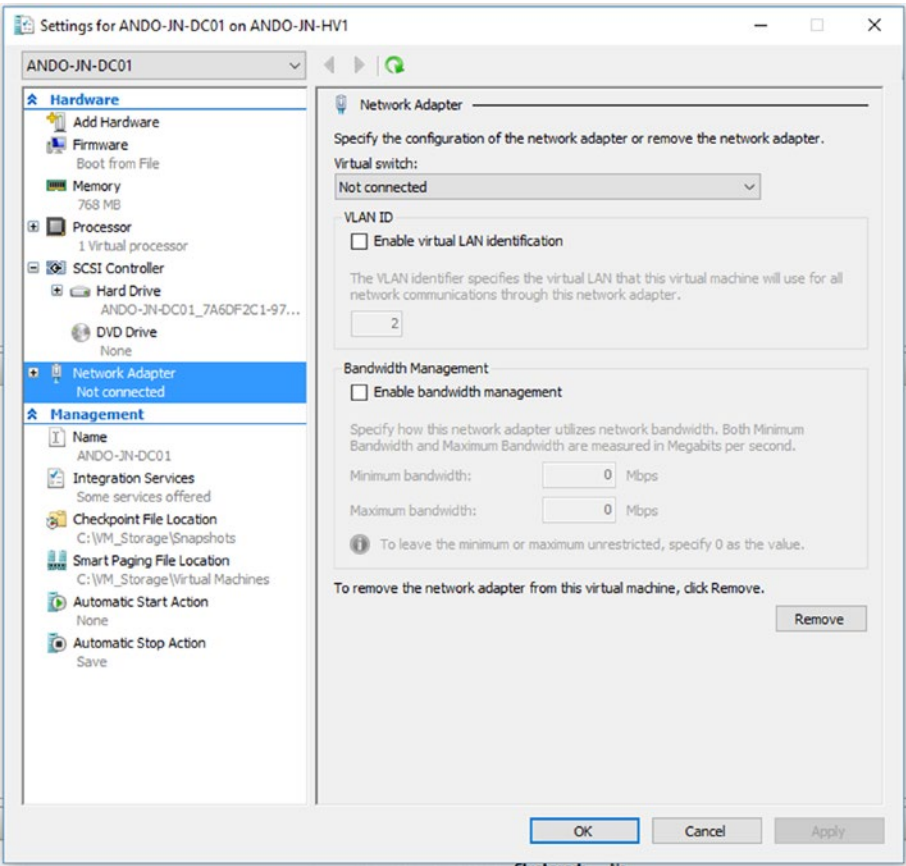 Settings for ANDO-JN-DC01 on ANDO-JN-HV1
ANDO-JN-DC01
Hardware
Add Hardware
Firmware
Boot from File
Memory
768 MB
Processor
1 Virtual processor
SCSI Controller
Hard Drive
ANDO-JN-DC01_7A6DF2C1-97...
DVD Drive
None
Network Adapter
Not connected
Management
Name
ANDO-JN-DC01
Integration Services
Some services offered
Checkpoint File Location
C:\VM_Storage\Snapshots
Smart Paging File Location
C:\VM_Storage\Virtual Machines
Automatic Start Action
None
Automatic Stop Action
Save
Network Adapter
Specify the configuration of the network adapter or remove the network adapter.
Virtual switch:
Not connected
VLAN ID
Enable virtual LAN identification
The VLAN identifier specifies the virtual LAN that this virtual machine will use for all
network communications through this network adapter.
2
Bandwidth Management
Enable bandwidth management
Specify how this network adapter utilizes network bandwidth. Both Minimum
Bandwidth and Maximum Bandwidth are measured in Megabits per second.
Minimum bandwidth: 0 Mbps
Maximum bandwidth: 0 Mbps
To leave the minimum or maximum unrestricted, specify 0 as the value.
To remove the network adapter from this virtual machine, click Remove.
Remove
OK Cancel Apply